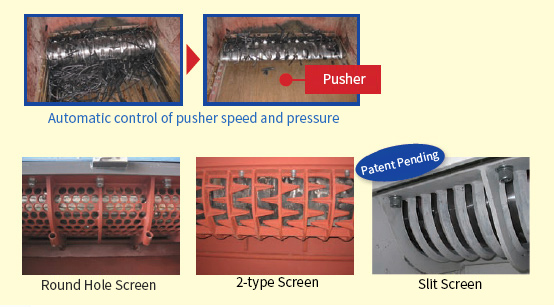 Pusher
Automatic control of pusher speed and pressure
Patent Pending
Round Hole Screen
2-type Screen
Slit Screen